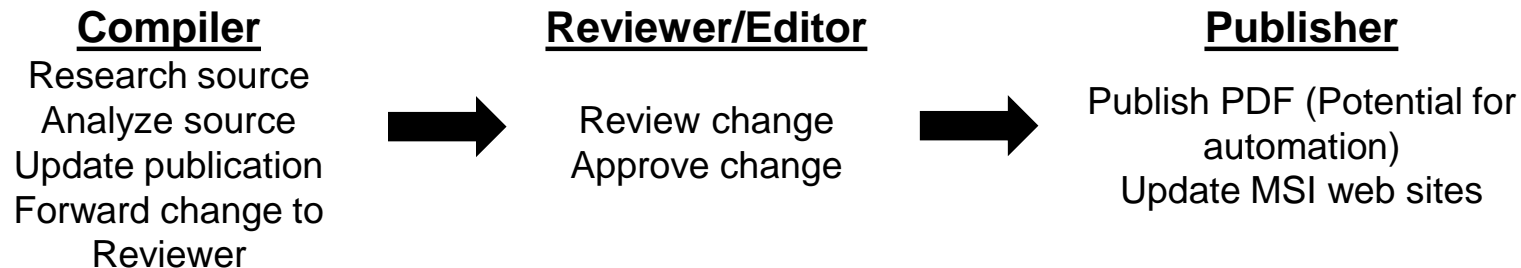 Compiler
Research source
Analyze source
Update publication
Forward change to
Reviewer
Reviewer/Editor
Review change
Approve change
Publisher
Publish PDF (Potential for
automation)
Update MSI web sites